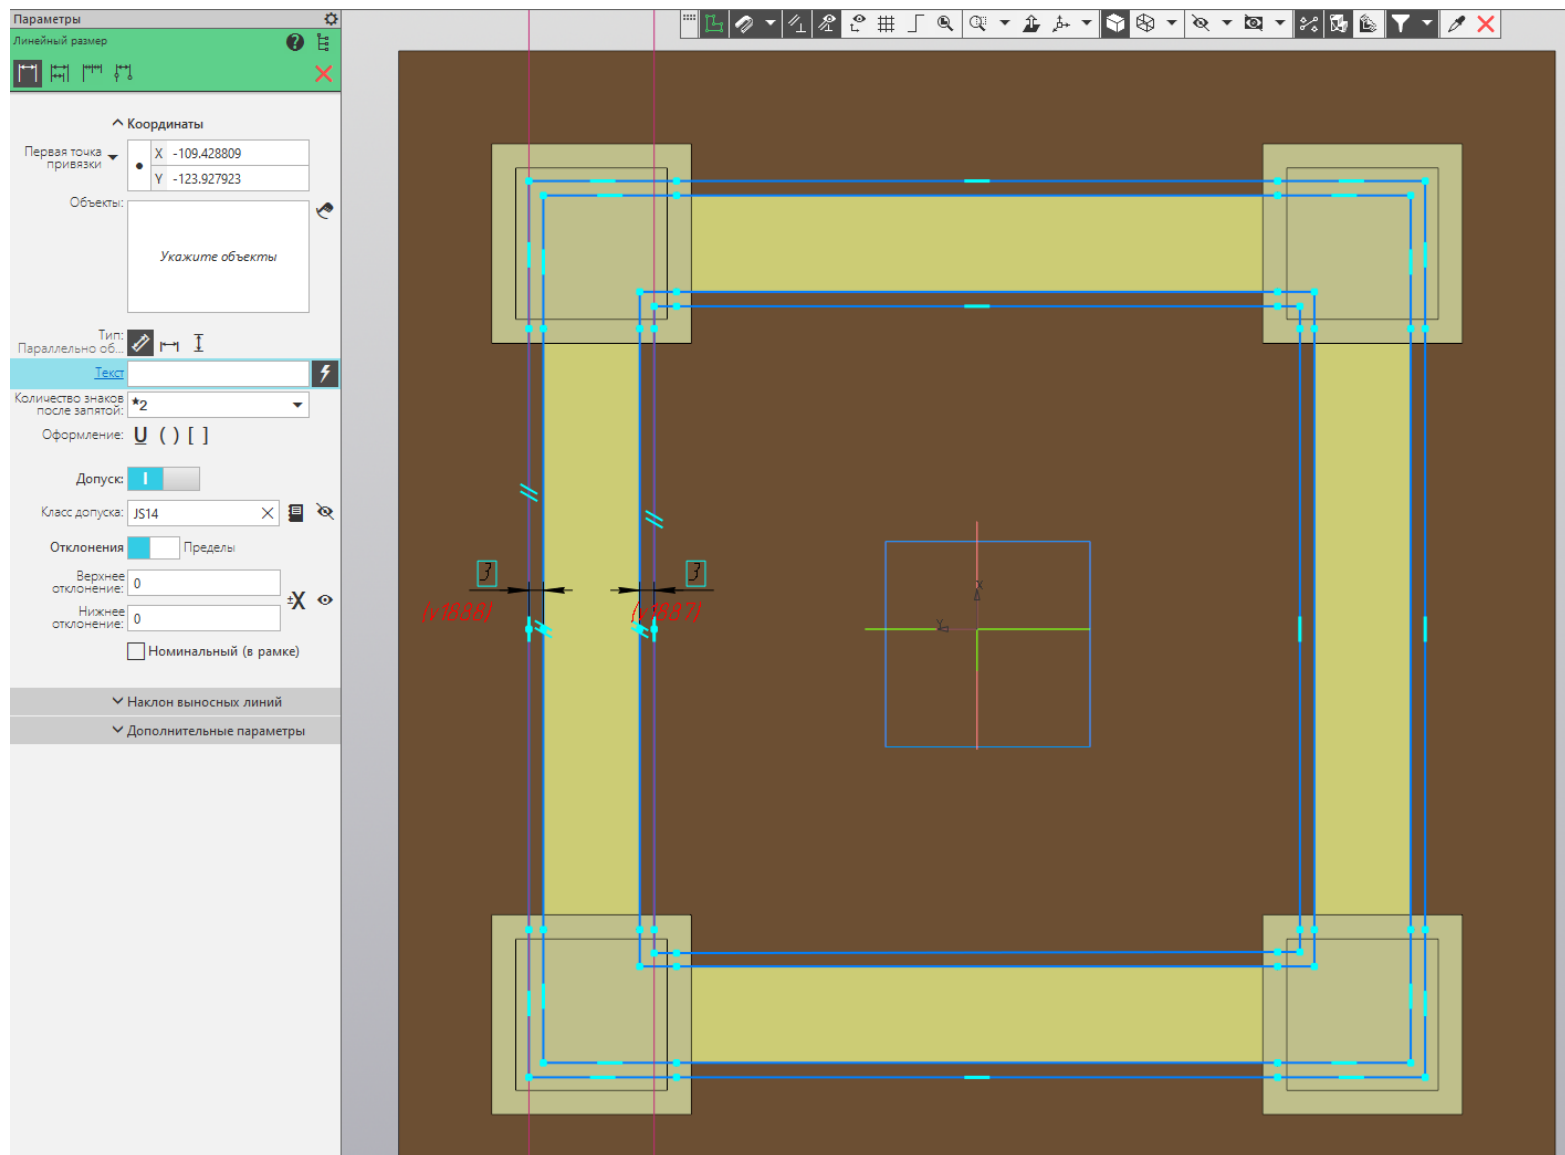 Параметры
Линейный размер
Координаты
Первая точка
привязки
X -109.428809
Y -123.927923
Объекты:
Укажите объекты
Тип:
Параллельно об...
Текст
Количество знаков
после запятой:
*2
Оформление: U ( ) [ ]
Допуск:
Класс допуска: JS14
Отклонения Пределы
Верхнее
отклонение: 0
±X
Нижнее
отклонение: 0
Номинальный (в рамке)
Наклон выносных линий
Дополнительные параметры
3
(v1888)
3
(v1887)
X
Y